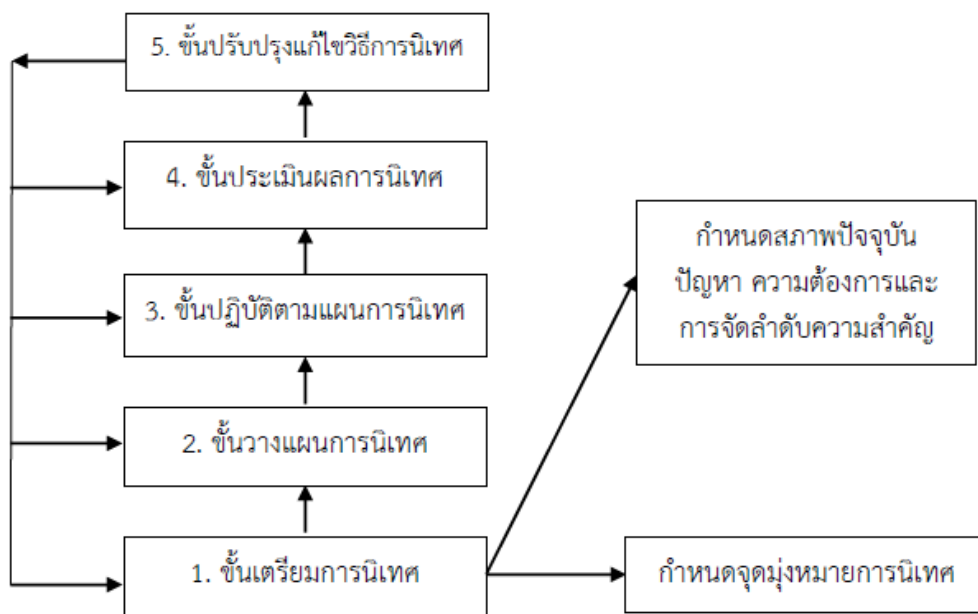 5. ขั้นปรับปรุงแก้ไขวิธีการนิเทศ
4. ขั้นประเมินผลการนิเทศ
กำหนดสภาพปัจจุบัน
ปัญหา ความต้องการและ
การจัดลำดับความสำคัญ
3. ขั้นปฏิบัติตามแผนการนิเทศ
2. ขั้นวางแผนการนิเทศ
1. ขั้นเตรียมการนิเทศ
กำหนดจุดมุ่งหมายการนิเทศ